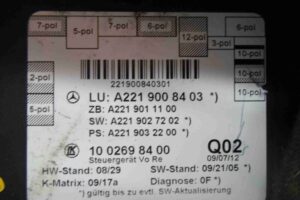 7-pol
5-pol
6-pol
6-pol
12-pol
10-pol
2-pol
5-pol
10-pol
10-pol
221900840301
LU: A221 900 84 03 *)
ZB: A221 901 11 00
SW: A221 902 72 02 *)
PS: A221 903 22 00 *)
10 0269 84 00 Q02
Steuergerät Vo Re 09/07/12
HW-Stand: 08/29 SW-Stand: 09/21/05 *)
K-Matrix: 09/17a Diagnose: 0F *)
*) gültig bis zu evtl. SW-Aktualisierung